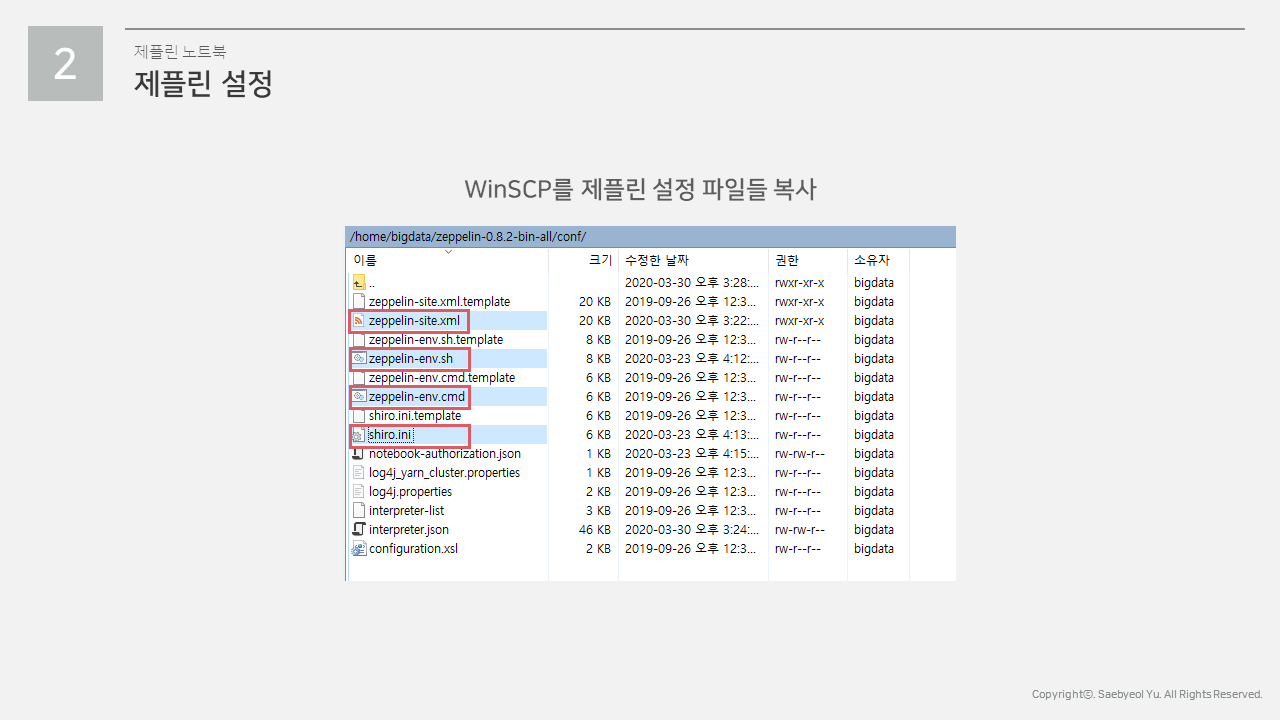 2
제플린 노트북
제플린 설정
WinSCP를 제플린 설정 파일들 복사
/home/bigdata/zeppelin-0.8.2-bin-all/conf/
이름 크기 수정한 날짜 권한 소유자
.. 2020-03-30 오후 3:28:... rwxr-xr-x bigdata
zeppelin-site.xml.template 20 KB 2019-09-26 오후 12:3... rwxr-xr-x bigdata
zeppelin-site.xml 20 KB 2020-03-30 오후 3:22:... rwxr-xr-x bigdata
zeppelin-env.sh.template 8 KB 2019-09-26 오후 12:3... rw-r--r-- bigdata
zeppelin-env.sh 8 KB 2020-03-23 오후 4:12:... rw-r--r-- bigdata
zeppelin-env.cmd.template 6 KB 2019-09-26 오후 12:3... rw-r--r-- bigdata
zeppelin-env.cmd 6 KB 2019-09-26 오후 12:3... rw-r--r-- bigdata
shiro.ini.template 6 KB 2019-09-26 오후 12:3... rw-r--r-- bigdata
shiro.ini 6 KB 2020-03-23 오후 4:13:... rw-r--r-- bigdata
notebook-authorization.json 1 KB 2020-03-23 오후 4:15:... rw-rw-r-- bigdata
log4j_yarn_cluster.properties 1 KB 2019-09-26 오후 12:3... rw-r--r-- bigdata
log4j.properties 2 KB 2019-09-26 오후 12:3... rw-r--r-- bigdata
interpreter-list 3 KB 2019-09-26 오후 12:3... rw-r--r-- bigdata
interpreter.json 46 KB 2020-03-30 오후 3:24:... rw-rw-r-- bigdata
configuration.xsl 2 KB 2019-09-26 오후 12:3... rw-r--r-- bigdata
Copyrightⓒ. Saebyeol Yu. All Rights Reserved.